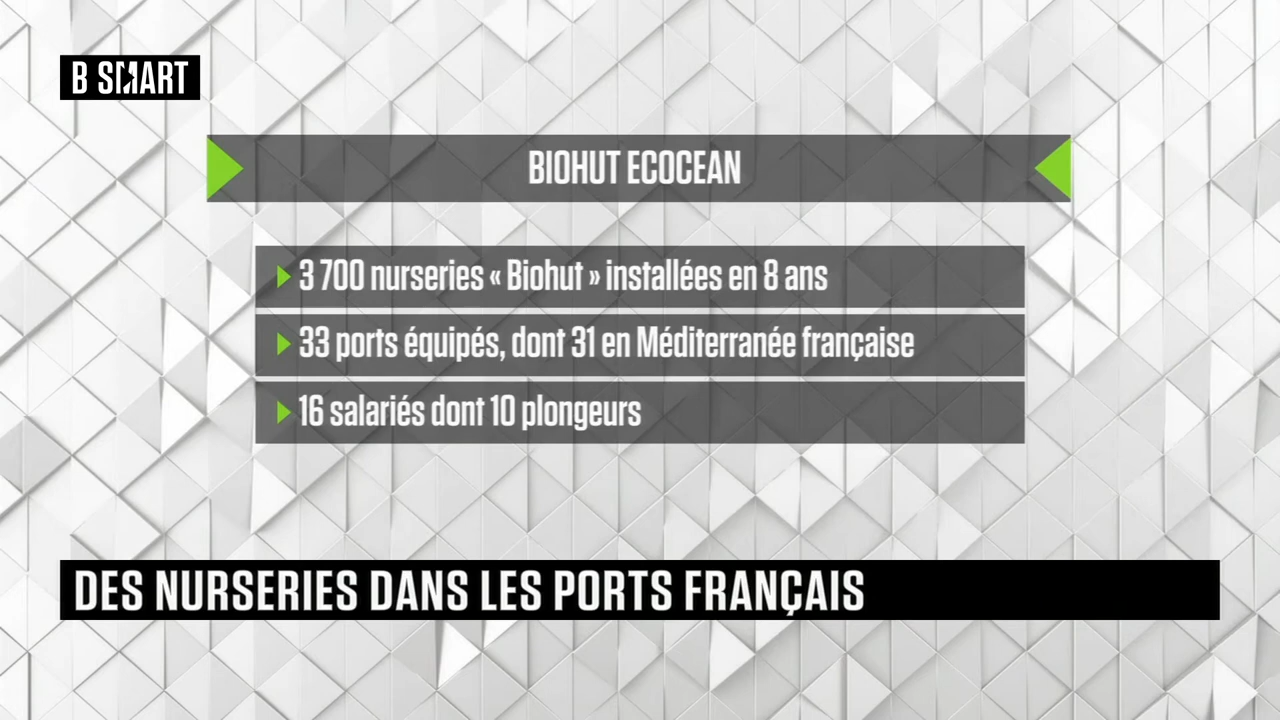 B SMART
BIOHUT ECOCEAN
3 700 nurseries « Biohut » installées en 8 ans
33 ports équipés, dont 31 en Méditerranée française
16 salariés dont 10 plongeurs
DES NURSERIES DANS LES PORTS FRANÇAIS